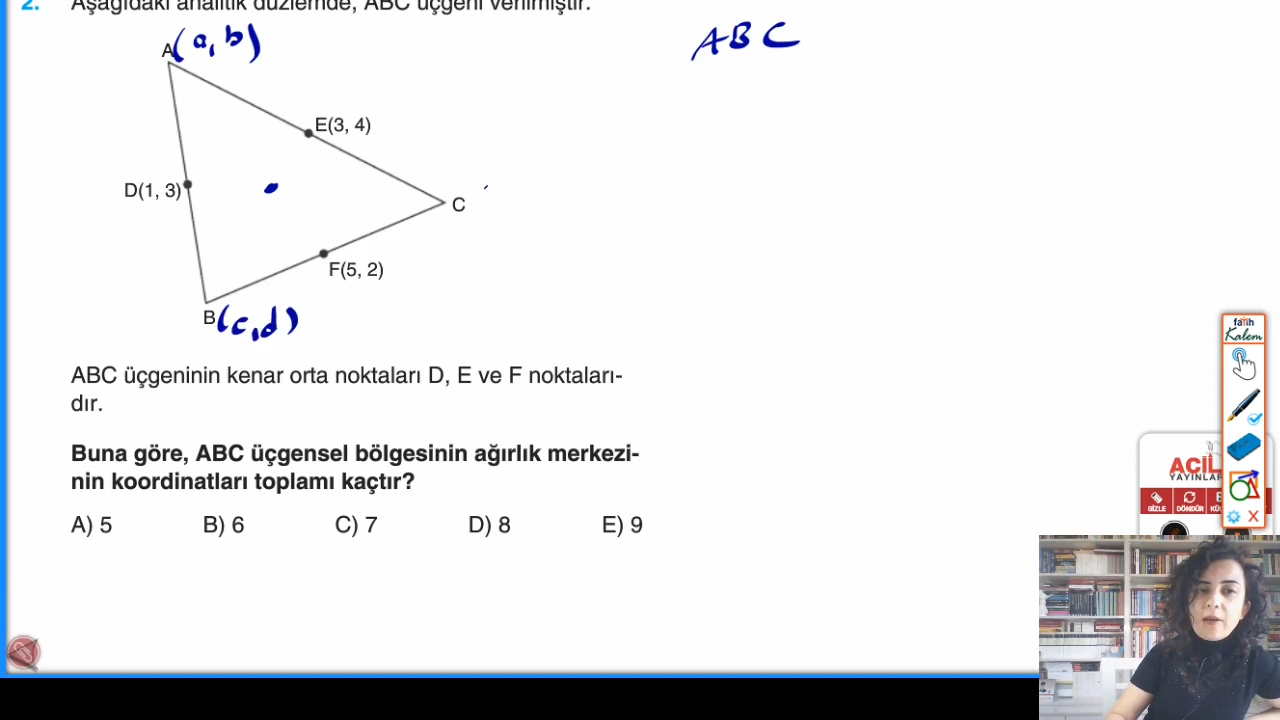 2. Aşağıdaki analitik düzlemde, ABC üçgeni verilmiştir.
A(a, b)
ABC
E(3, 4)
D(1, 3)
C
F(5, 2)
B(c, d)
ABC üçgeninin kenar orta noktaları D, E ve F noktaları-
dır.
Buna göre, ABC üçgensel bölgesinin ağırlık merkezi-
nin koordinatları toplamı kaçtır?
A) 5 B) 6 C) 7 D) 8 E) 9
fatih
Kalem
ACİL
YAYINLAR
GİZLE DÖNDÜR